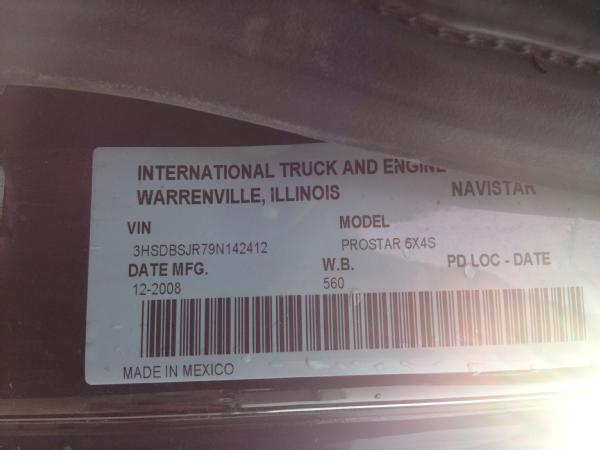 INTERNATIONAL TRUCK AND ENGINE
WARRENVILLE, ILLINOIS NAVISTAR
VIN MODEL
3HSDBSJR79N142412 PROSTAR 6X4S
DATE MFG. W.B. PD LOC - DATE
12-2008 560
MADE IN MEXICO